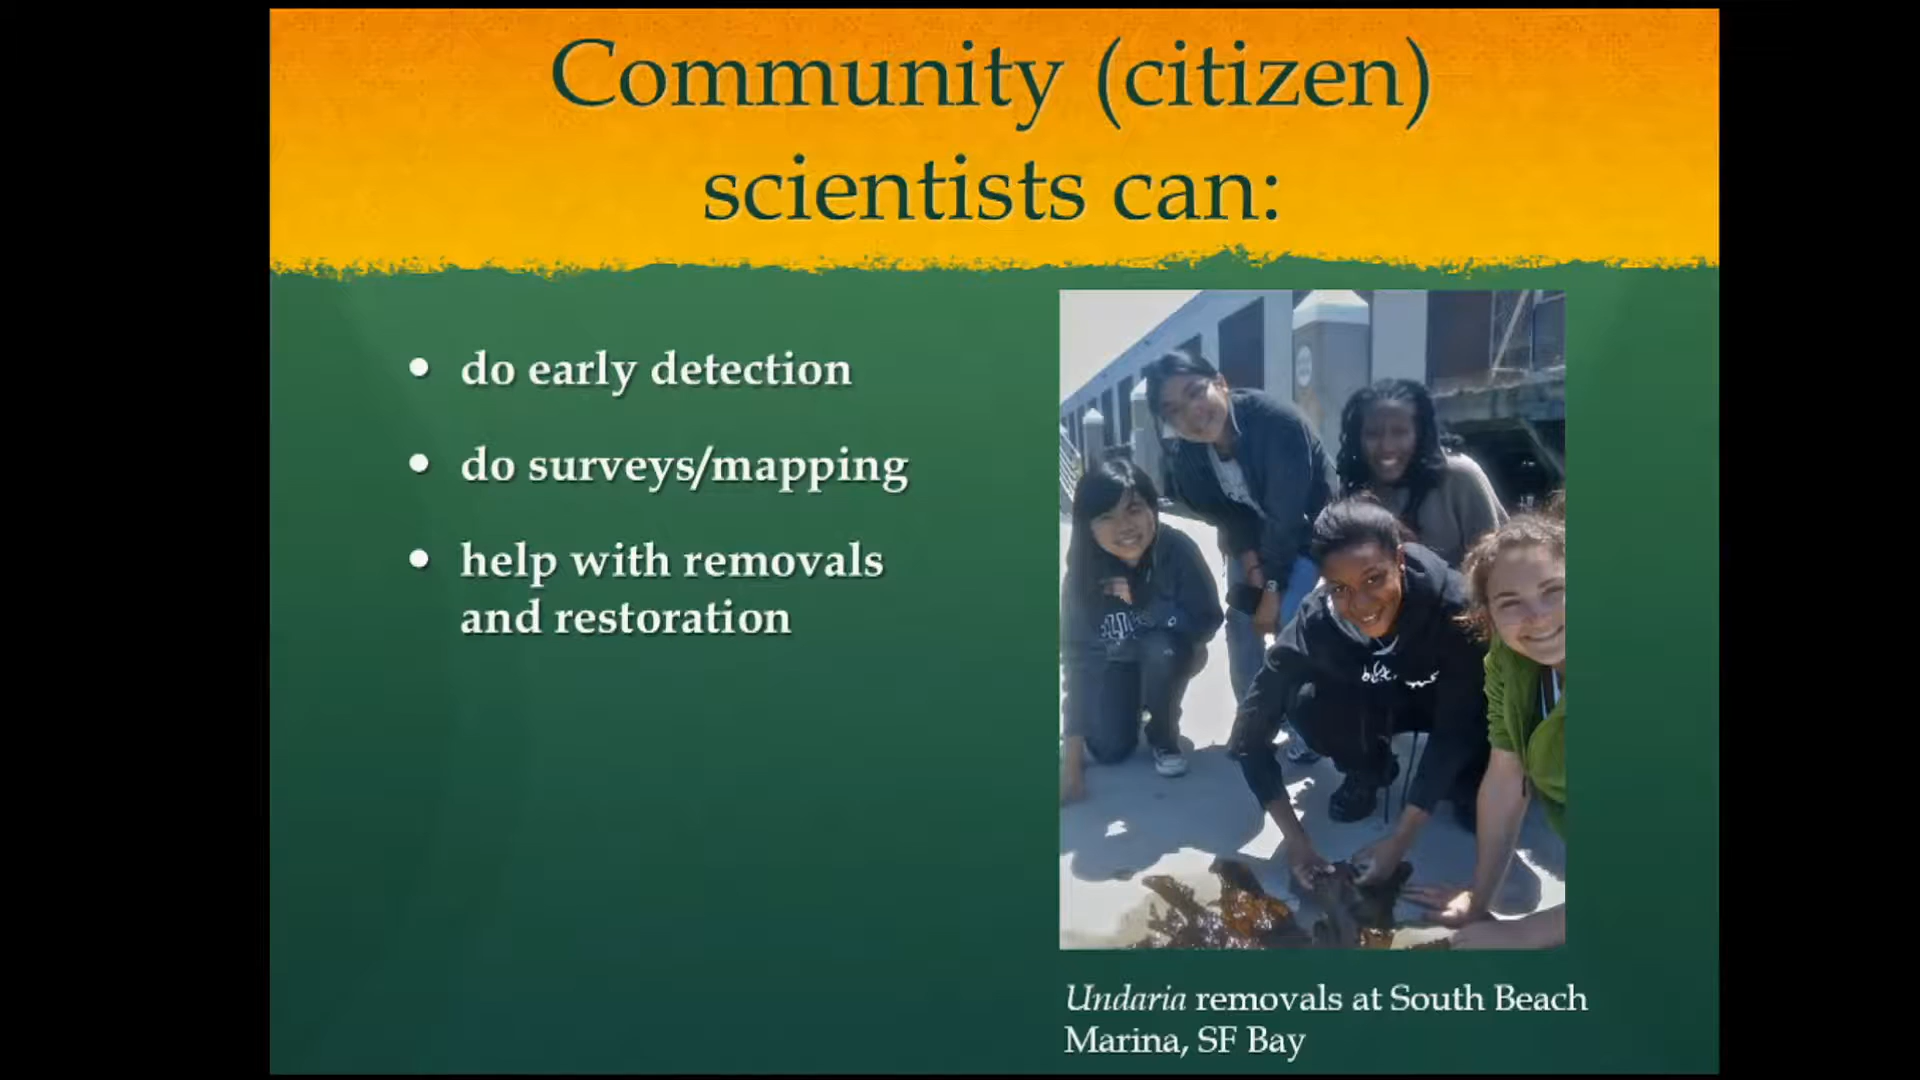 Community (citizen)
scientists can:
• do early detection
• do surveys/mapping
• help with removals
and restoration
Undaria removals at South Beach
Marina, SF Bay